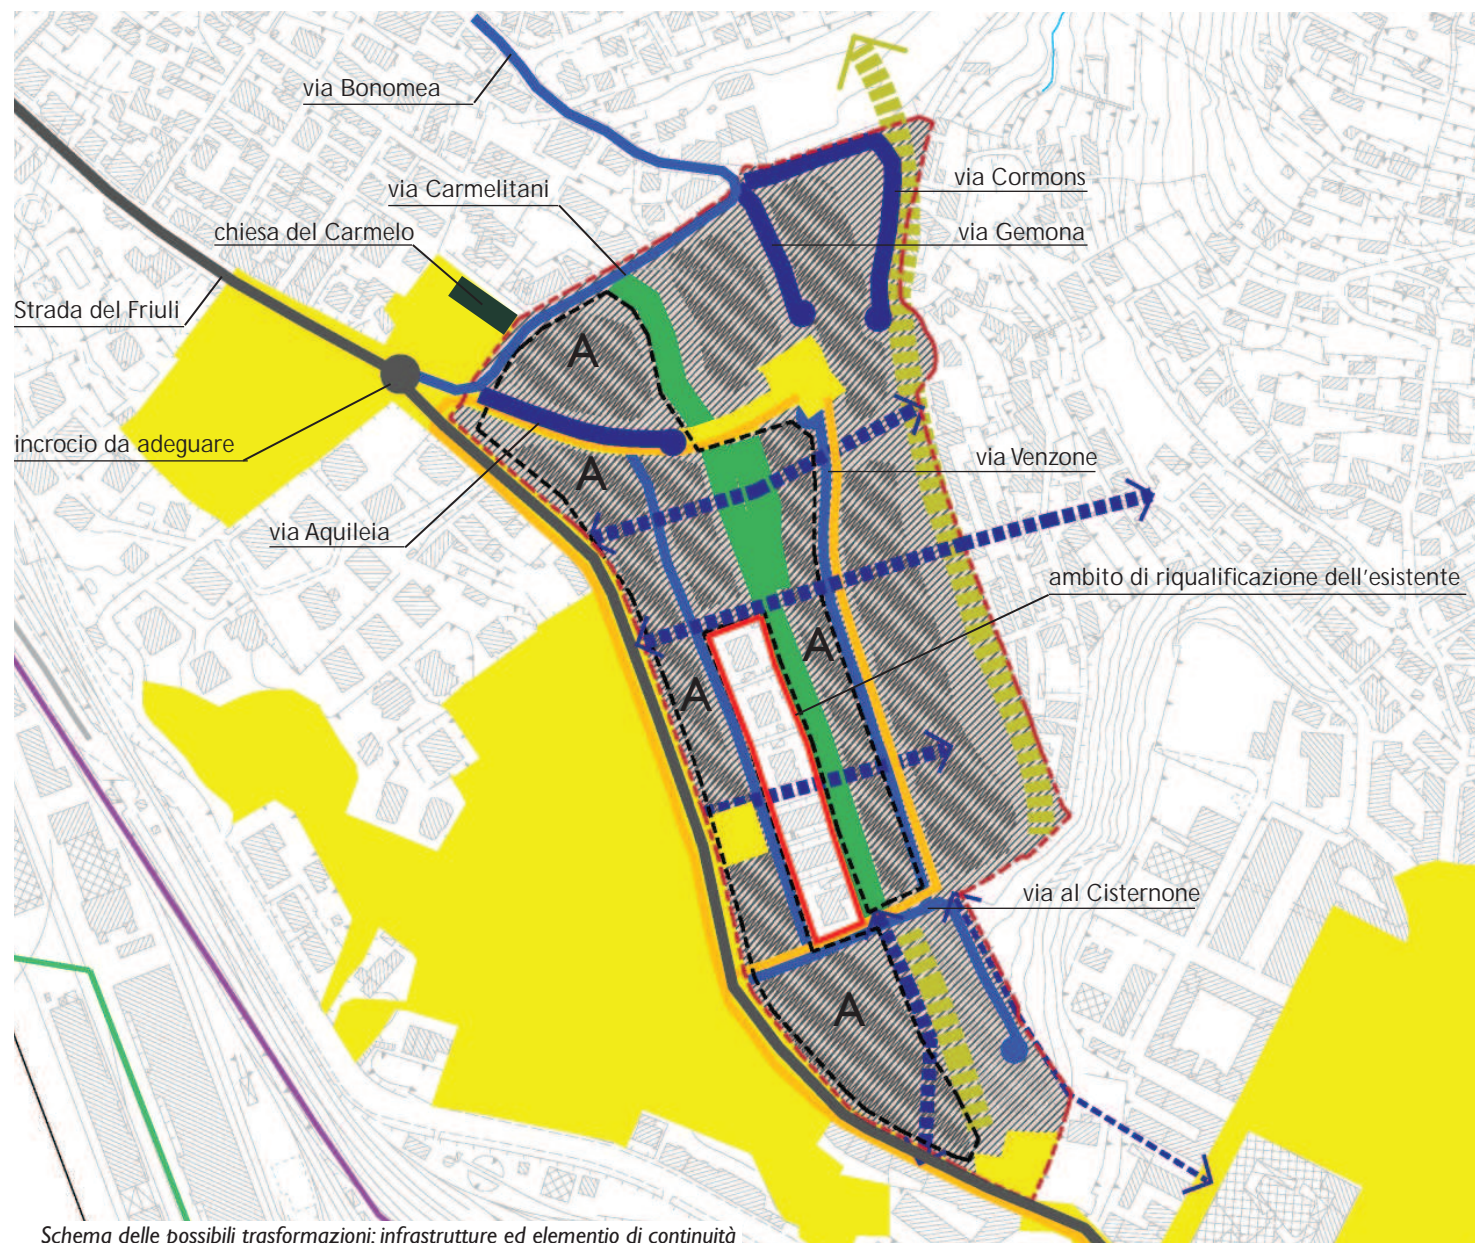 via Bonomea
via Carmelitani
via Cormons
chiesa del Carmelo
via Gemona
Strada del Friuli
A
incrocio da adeguare
via Venzone
A
via Aquileia
ambito di riqualificazione dell'esistente
A
A
via al Cisternone
A
Schema delle possibili trasformazioni: infrastrutture ed elementio di continuità